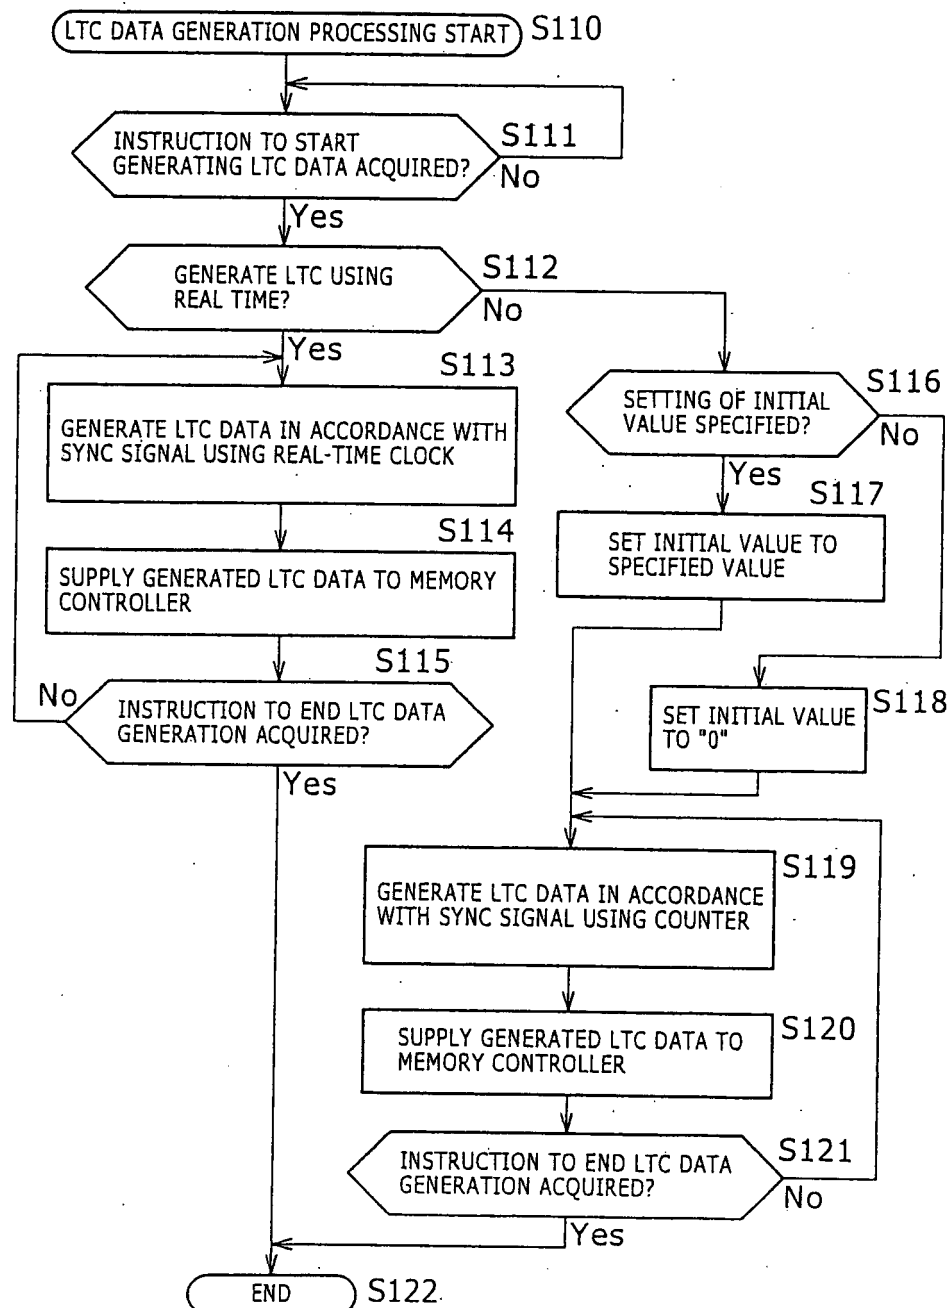 LTC DATA GENERATION PROCESSING START
S110
INSTRUCTION TO START
GENERATING LTC DATA ACQUIRED?
S111
No
Yes
GENERATE LTC USING
REAL TIME?
S112
No
Yes
S113
GENERATE LTC DATA IN ACCORDANCE WITH
SYNC SIGNAL USING REAL-TIME CLOCK
S114
SUPPLY GENERATED LTC DATA TO MEMORY
CONTROLLER
S115
No
INSTRUCTION TO END LTC DATA
GENERATION ACQUIRED?
Yes
S116
SETTING OF INITIAL
VALUE SPECIFIED?
No
Yes
S117
SET INITIAL VALUE TO
SPECIFIED VALUE
S118
SET INITIAL VALUE
TO "0"
S119
GENERATE LTC DATA IN ACCORDANCE
WITH SYNC SIGNAL USING COUNTER
S120
SUPPLY GENERATED LTC DATA TO
MEMORY CONTROLLER
S121
INSTRUCTION TO END LTC DATA
GENERATION ACQUIRED?
No
Yes
END
S122